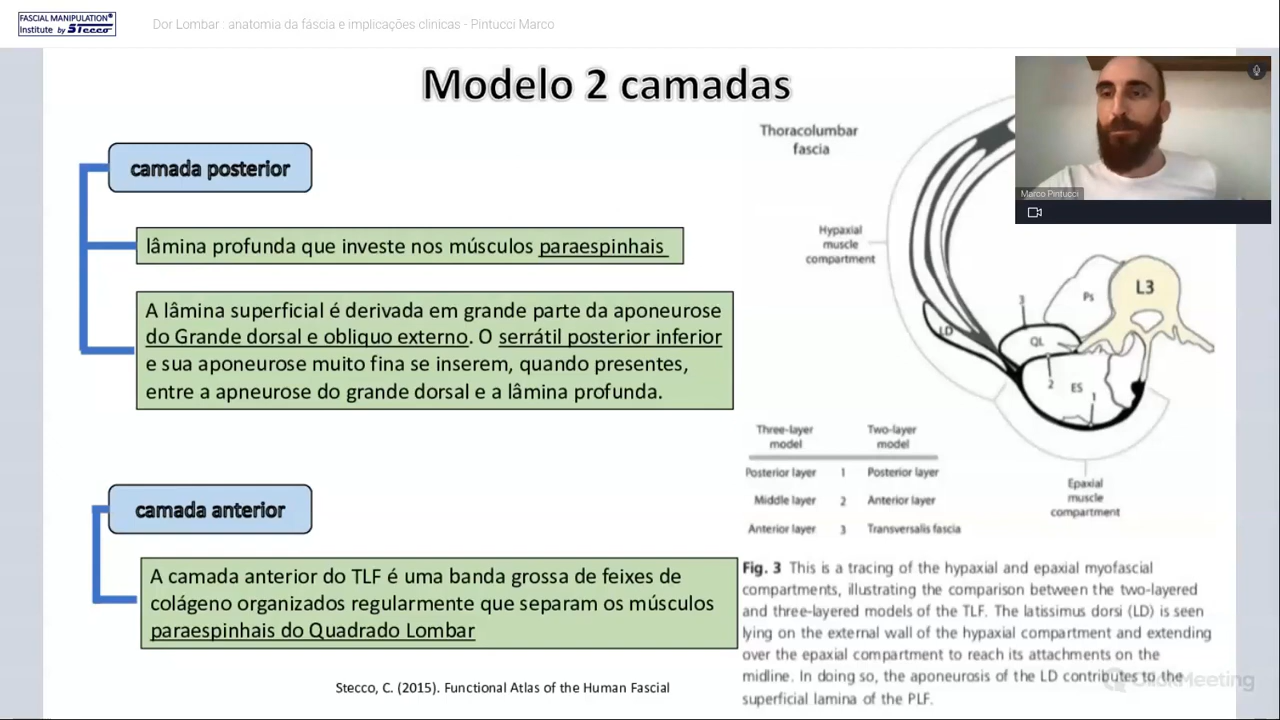 FASCIAL MANIPULATION®
Institute by Stecco
Dor Lombar : anatomia da fáscia e implicações clinicas - Pintucci Marco
Modelo 2 camadas
camada posterior
lâmina profunda que investe nos músculos paraespinhais
A lâmina superficial é derivada em grande parte da aponeurose
do Grande dorsal e obliquo externo. O serrátil posterior inferior
e sua aponeurose muito fina se inserem, quando presentes,
entre a apneurose do grande dorsal e a lâmina profunda.
camada anterior
A camada anterior do TLF é uma banda grossa de feixes de
colágeno organizados regularmente que separam os músculos
paraespinhais do Quadrado Lombar
Stecco, C. (2015). Functional Atlas of the Human Fascial
Thoracolumbar
fascia
Marco Pintucci
Hypaxial
muscle
compartment
L3
Ps
3
LD
QL
2
ES
1
Epaxial
muscle
compartment
Three-layer model Two-layer model
Posterior layer 1 Posterior layer
Middle layer 2 Anterior layer
Anterior layer 3 Transversalis fascia
Fig. 3 This is a tracing of the hypaxial and epaxial myofascial
compartments, illustrating the comparison between the two-layered
and three-layered models of the TLF. The latissimus dorsi (LD) is seen
lying on the external wall of the hypaxial compartment and extending
over the epaxial compartment to reach its attachments on the
midline. In doing so, the aponeurosis of the LD contributes to the
superficial lamina of the PLF.
ClickMeeting